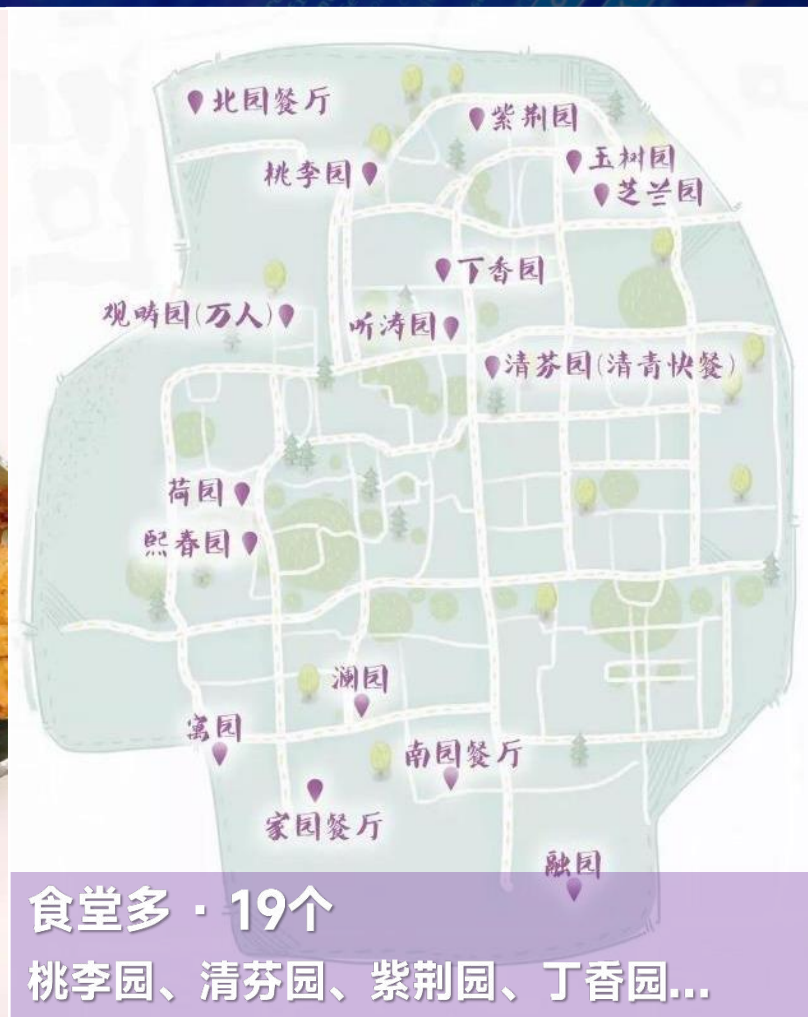 北园餐厅
紫荆园
玉树园
桃李园
芝兰园
丁香园
观畴园(万人)
听涛园
清芬园(清青快餐)
荷园
熙春园
澜园
寓园
南园餐厅
家园餐厅
融园
食堂多·19个
桃李园、清芬园、紫荆园、丁香园...